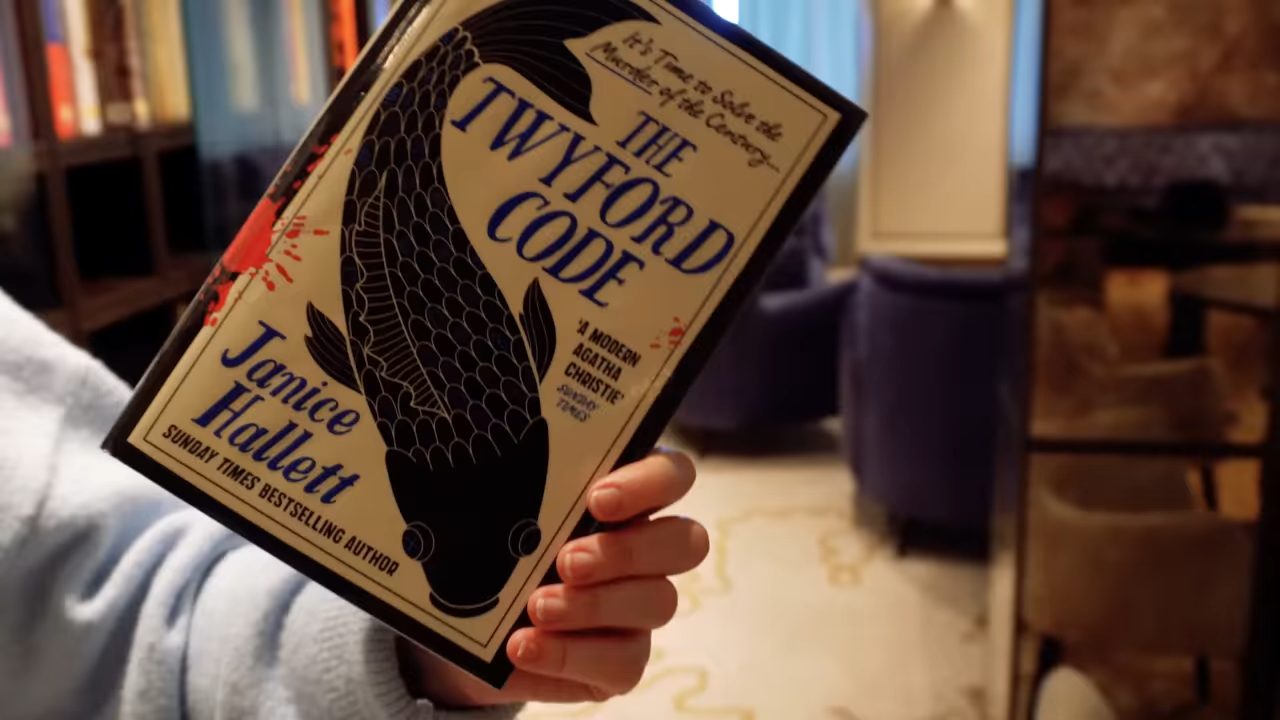 It's Time to Solve the
Murder of the Century...
THE
TWYFORD
CODE
'A MODERN
AGATHA
CHRISTIE'
SUNDAY
TIMES
Janice
Hallett
SUNDAY TIMES BESTSELLING AUTHOR